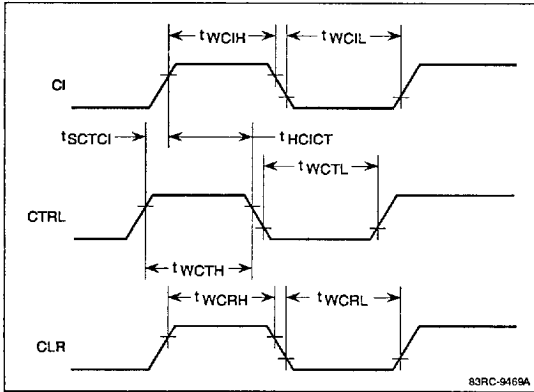 tWCIH
tWCIL
CI
tSCTCI
tHCICT
tWCTL
CTRL
tWCTH
tWCRH
tWCRL
CLR
83RC-9469A